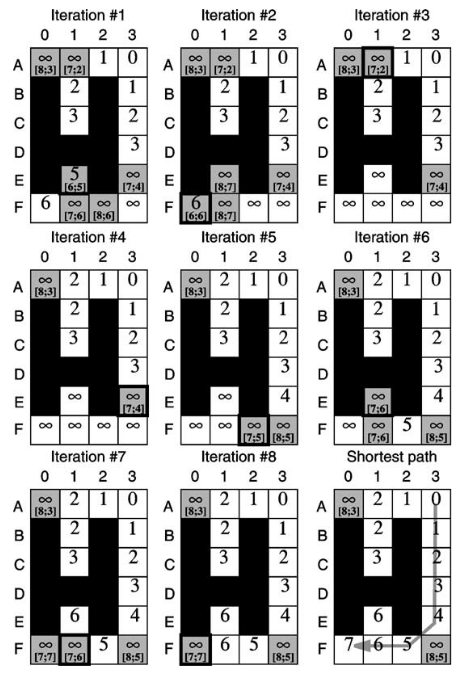 Iteration #1 Iteration #2 Iteration #3
0 1 2 3 0 1 2 3 0 1 2 3
A ∞ [8;3] ∞ [7;2] 1 0 A ∞ [8;3] ∞ [7;2] 1 0 A ∞ [8;3] ∞ [7;2] 1 0
B 2 1 B 2 1 B 2 1
C 3 2 C 3 2 C 3 2
D 3 D 3 D 3
E 5 [6;5] ∞ [7;4] E ∞ [8;7] ∞ [7;4] E ∞ ∞ [7;4]
F 6 ∞ [7;6] ∞ [8;6] ∞ F 6 [6;6] ∞ [8;7] ∞ ∞ F ∞ ∞ ∞ ∞
Iteration #4 Iteration #5 Iteration #6
0 1 2 3 0 1 2 3 0 1 2 3
A ∞ [8;3] 2 1 0 A ∞ [8;3] 2 1 0 A ∞ [8;3] 2 1 0
B 2 1 B 2 1 B 2 1
C 3 2 C 3 2 C 3 2
D 3 D 3 D 3
E ∞ ∞ [7;4] E ∞ 4 E ∞ [7;6] 4
F ∞ ∞ ∞ ∞ F ∞ ∞ ∞ [7;5] ∞ [8;5] F ∞ ∞ [7;6] 5 ∞ [8;5]
Iteration #7 Iteration #8 Shortest path
0 1 2 3 0 1 2 3 0 1 2 3
A ∞ [8;3] 2 1 0 A ∞ [8;3] 2 1 0 A ∞ [8;3] 2 1 0
B 2 1 B 2 1 B 2 1
C 3 2 C 3 2 C 3 2
D 3 D 3 D 3
E 6 4 E 6 4 E 6 4
F ∞ [7;7] ∞ [7;6] 5 ∞ [8;5] F ∞ [7;7] 6 5 ∞ [8;5] F 7 6 5 ∞ [8;5]